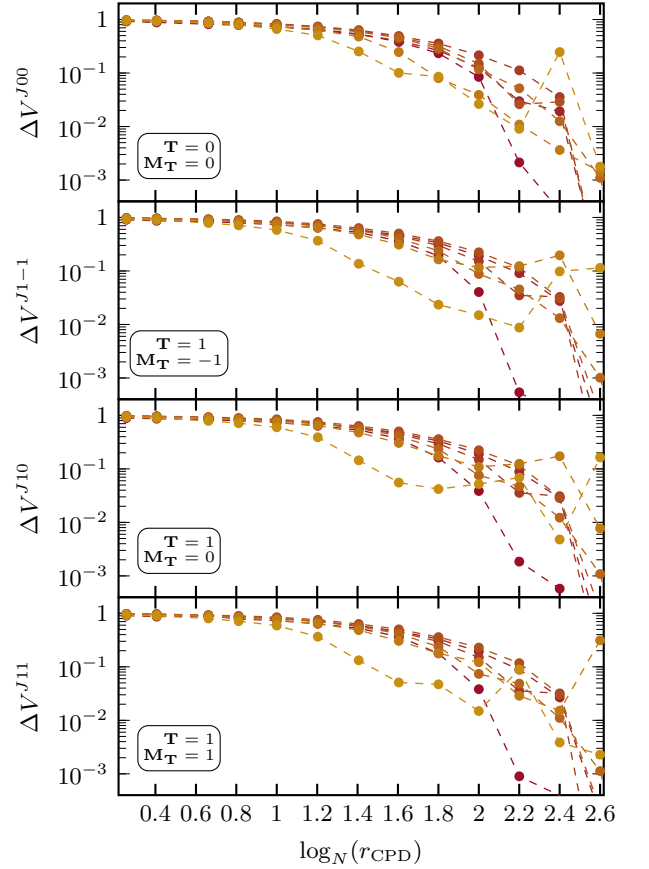 ΔV^{J00}
1
10^{−1}
10^{−2}
10^{−3}
T = 0
M_T = 0
ΔV^{J1−1}
1
10^{−1}
10^{−2}
10^{−3}
T = 1
M_T = −1
ΔV^{J10}
1
10^{−1}
10^{−2}
10^{−3}
T = 1
M_T = 0
ΔV^{J11}
1
10^{−1}
10^{−2}
10^{−3}
T = 1
M_T = 1
0.4 0.6 0.8 1 1.2 1.4 1.6 1.8 2 2.2 2.4 2.6
log_N(r_CPD)